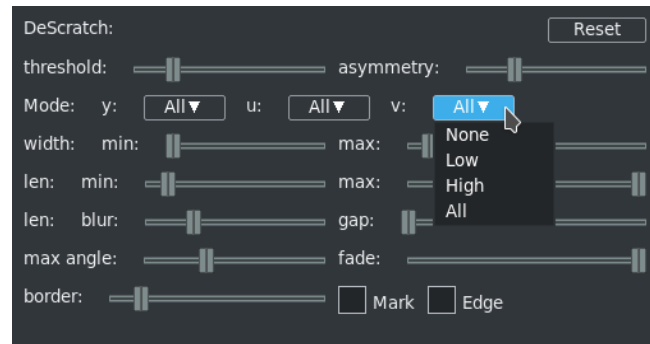 DeScratch: Reset
threshold: asymmetry:
Mode: y: All▼ u: All▼ v: All▼
width: min: max:
None
Low
len: min: max:
High
All
len: blur: gap:
max angle: fade:
border: Mark Edge